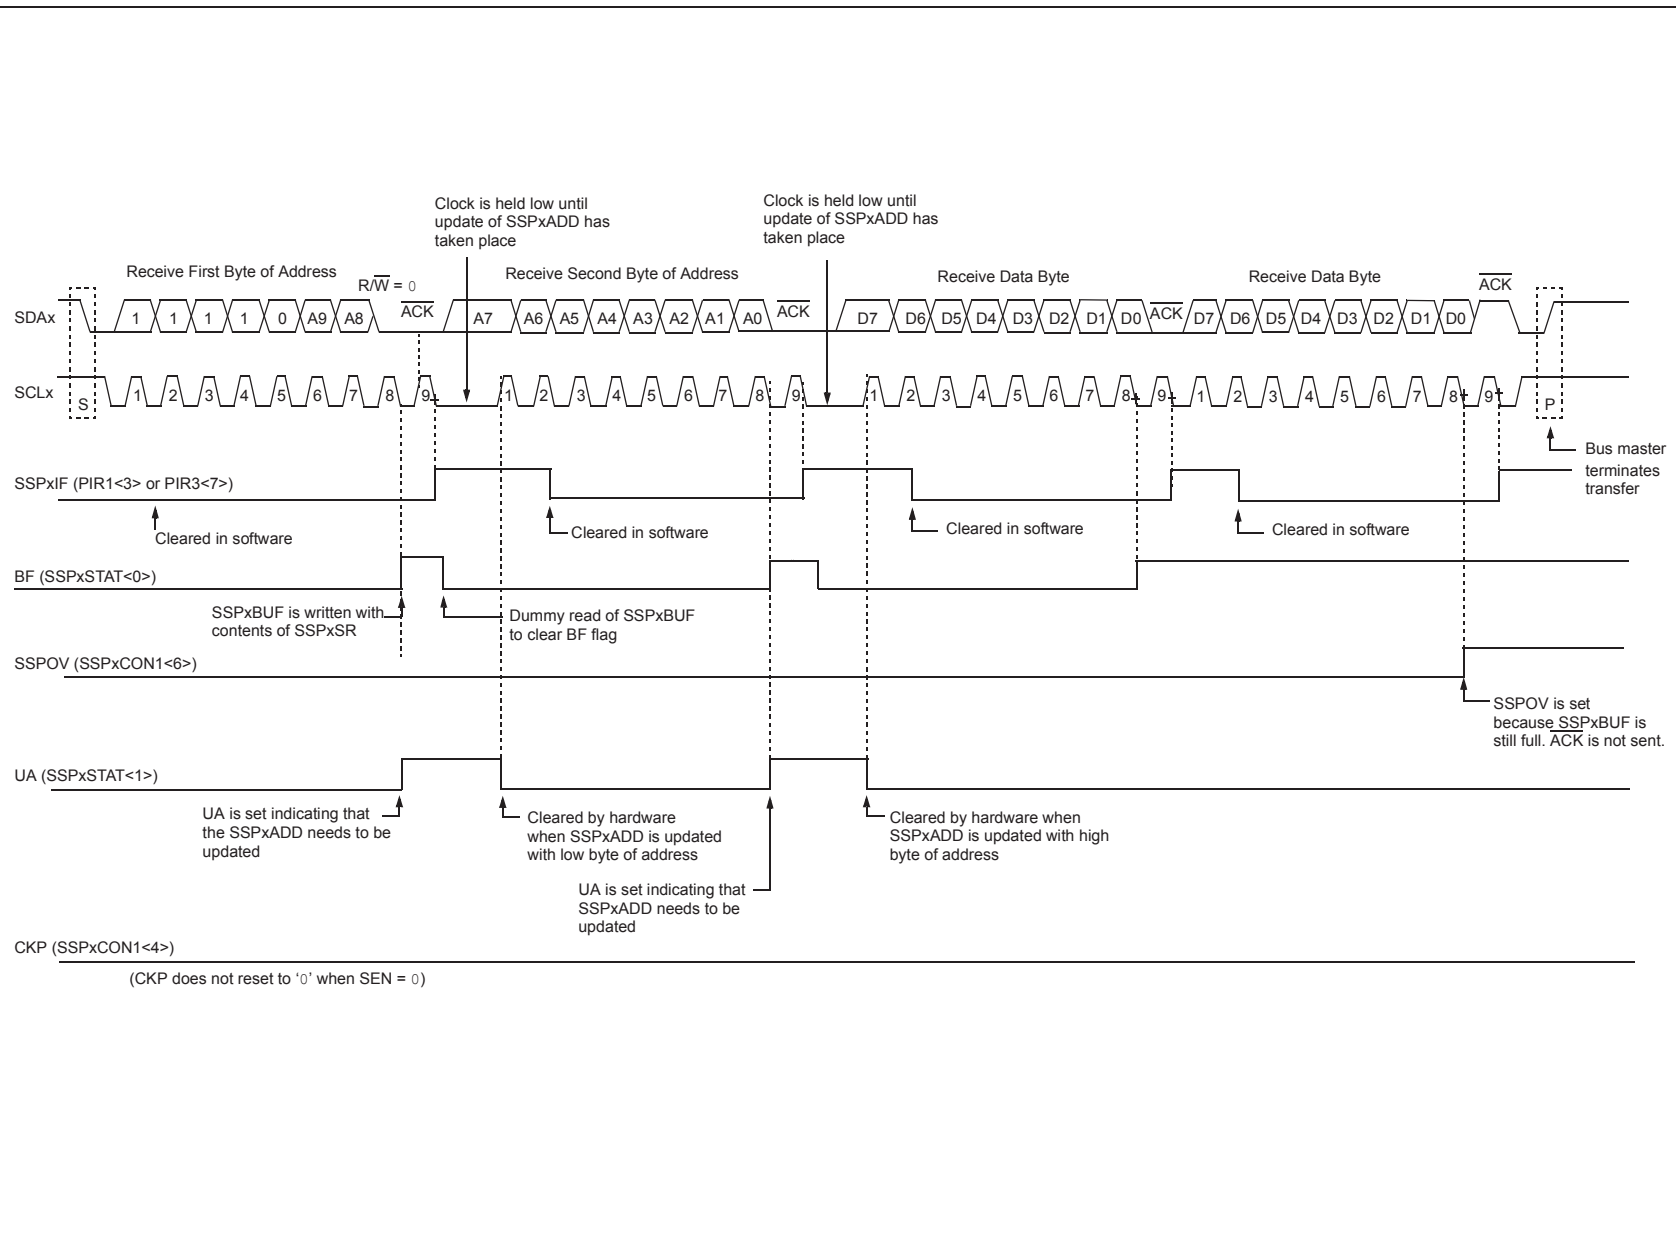 Clock is held low until
update of SSPxADD has
taken place
Clock is held low until
update of SSPxADD has
taken place
Receive First Byte of Address
R/W = 0
ACK
Receive Second Byte of Address
ACK
Receive Data Byte
ACK
Receive Data Byte
ACK
SDAx
1 1 1 1 0 A9 A8
A7 A6 A5 A4 A3 A2 A1 A0
D7 D6 D5 D4 D3 D2 D1 D0
D7 D6 D5 D4 D3 D2 D1 D0
SCLx
S
1 2 3 4 5 6 7 8 9
1 2 3 4 5 6 7 8 9
1 2 3 4 5 6 7 8 9
1 2 3 4 5 6 7 8 9
P
Bus master
terminates
transfer
SSPxIF (PIR1<3> or PIR3<7>)
Cleared in software
Cleared in software
Cleared in software
Cleared in software
BF (SSPxSTAT<0>)
SSPxBUF is written with
contents of SSPxSR
Dummy read of SSPxBUF
to clear BF flag
SSPOV (SSPxCON1<6>)
SSPOV is set
because SSPxBUF is
still full. ACK is not sent.
UA (SSPxSTAT<1>)
UA is set indicating that
the SSPxADD needs to be
updated
Cleared by hardware
when SSPxADD is updated
with low byte of address
Cleared by hardware when
SSPxADD is updated with high
byte of address
UA is set indicating that
SSPxADD needs to be
updated
CKP (SSPxCON1<4>)
(CKP does not reset to ‘0’ when SEN = 0)